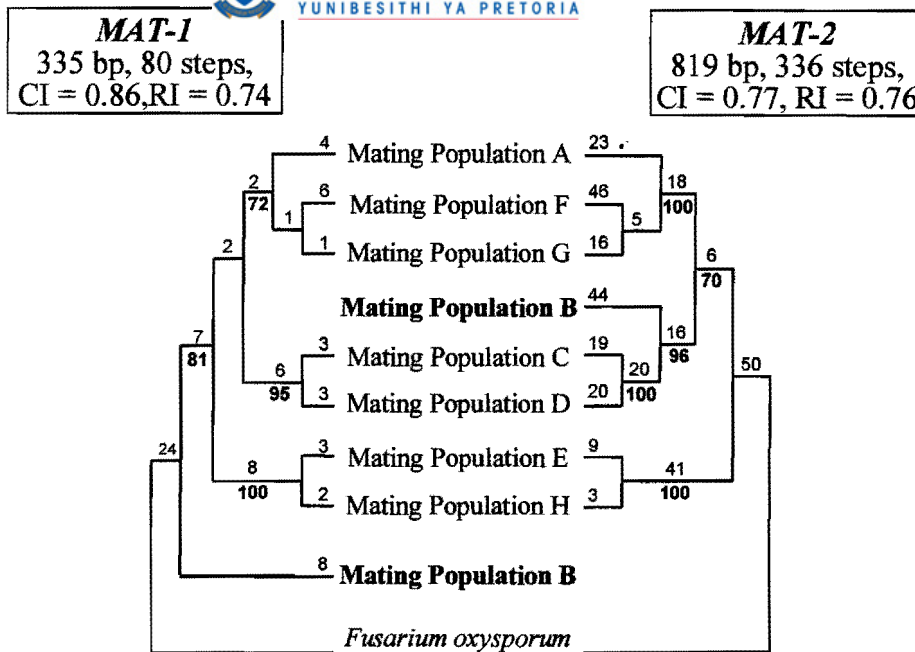 YUNIBESITHI YA PRETORIA
MAT-1
335 bp, 80 steps,
CI = 0.86,RI = 0.74
MAT-2
819 bp, 336 steps,
CI = 0.77, RI = 0.76
4 Mating Population A 23
2 18
72 100
6 Mating Population F 46
1 5
1 Mating Population G 16
2 6
70
Mating Population B 44
7 16
81 96
3 Mating Population C 19
6 20 50
95 100
3 Mating Population D 20
24
3 Mating Population E 9
8 41
100 100
2 Mating Population H 3
8 Mating Population B
Fusarium oxysporum